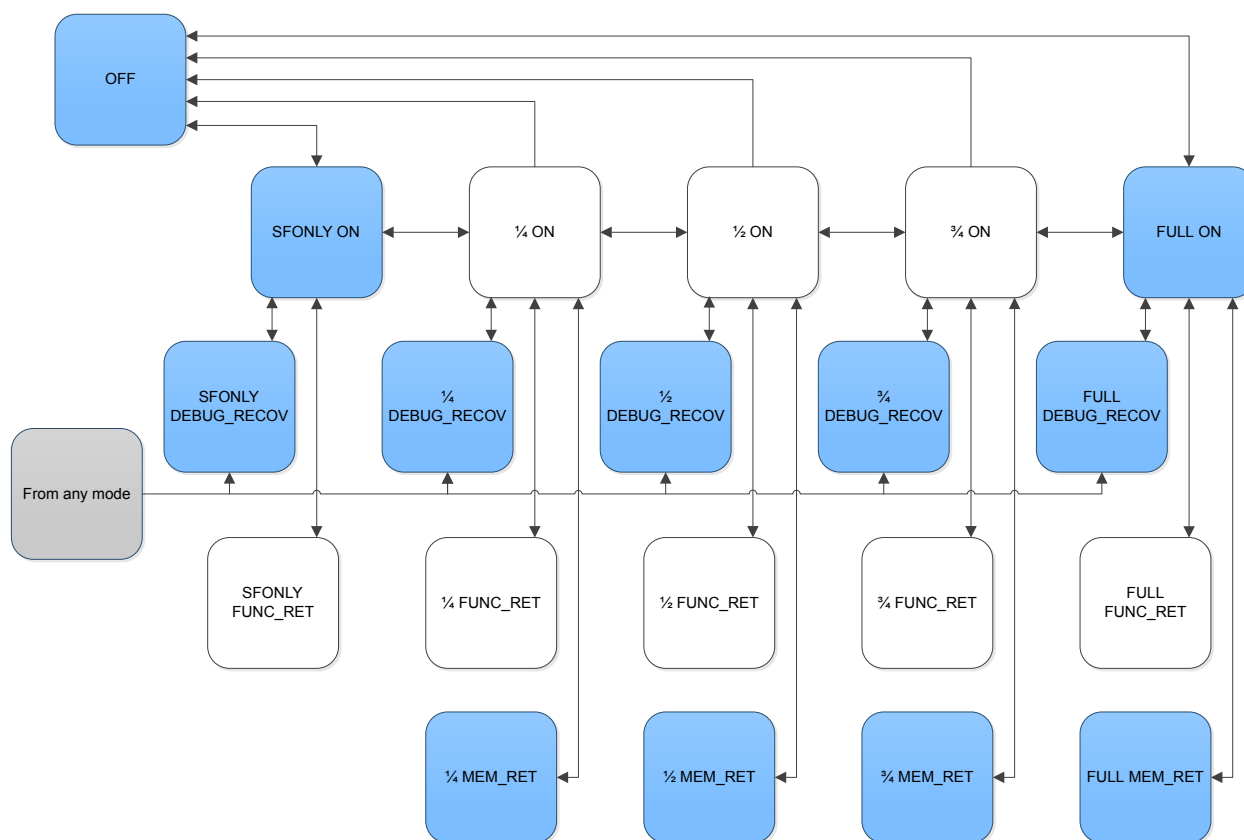 OFF
SFONLY ON
¼ ON
½ ON
¾ ON
FULL ON
SFONLY
DEBUG_RECOV
¼
DEBUG_RECOV
½
DEBUG_RECOV
¾
DEBUG_RECOV
FULL
DEBUG_RECOV
From any mode
SFONLY
FUNC_RET
¼ FUNC_RET
½ FUNC_RET
¾ FUNC_RET
FULL
FUNC_RET
¼ MEM_RET
½ MEM_RET
¾ MEM_RET
FULL MEM_RET